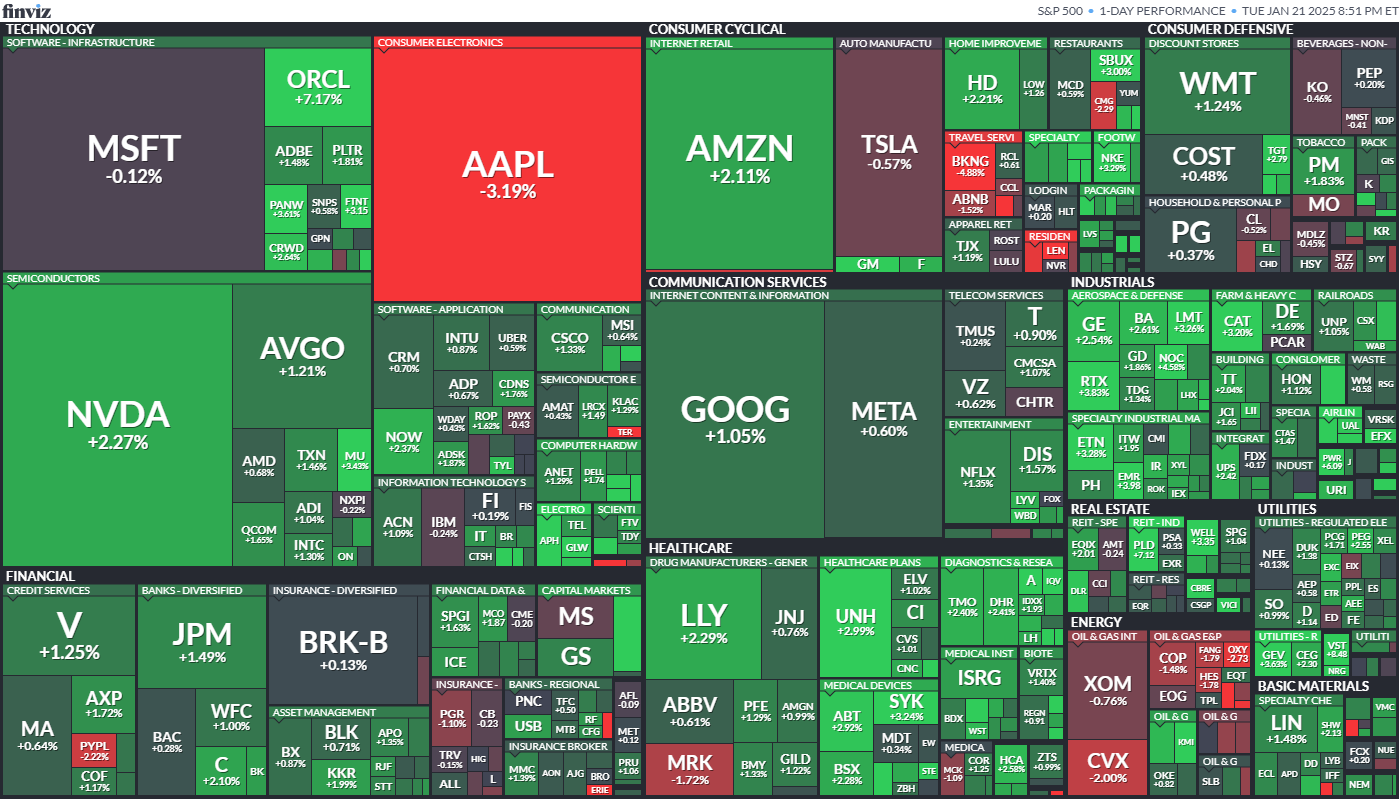 finviz
S&P 500 • 1-DAY PERFORMANCE • TUE JAN 21 2025 8:51 PM ET
TECHNOLOGY
SOFTWARE - INFRASTRUCTURE
MSFT
-0.12%
ORCL
+7.17%
ADBE
+1.48%
PLTR
+1.81%
PANW
+3.61%
SNPS
+0.58%
FTNT
+3.15
CRWD
+2.64%
GPN
CONSUMER ELECTRONICS
AAPL
-3.19%
SEMICONDUCTORS
NVDA
+2.27%
AVGO
+1.21%
AMD
+0.68%
TXN
+1.46%
MU
+3.43%
QCOM
+1.65%
ADI
+1.04%
NXPI
-0.22%
INTC
+1.30%
ON
SOFTWARE - APPLICATION
CRM
+0.70%
INTU
+0.87%
UBER
+0.59%
ADP
+0.67%
CDNS
+1.76%
NOW
+2.37%
WDAY
+0.43%
ROP
+1.62%
PAYX
-0.43
ADSK
+1.87%
TYL
COMMUNICATION
CSCO
+1.33%
MSI
+0.64%
SEMICONDUCTOR E
AMAT
+0.43%
LRCX
+1.49
KLAC
+1.29%
TER
COMPUTER HARDW
ANET
+1.29%
DELL
+1.74
INFORMATION TECHNOLOGY S
ACN
+1.09%
IBM
-0.24%
FI
+0.19%
FIS
IT
BR
CTSH
ELECTRO
APH
TEL
GLW
SCIENTI
FTV
TDY
CONSUMER CYCLICAL
INTERNET RETAIL
AMZN
+2.11%
AUTO MANUFACTU
TSLA
-0.57%
GM
F
HOME IMPROVEME
HD
+2.21%
LOW
+1.26
RESTAURANTS
MCD
+0.59%
SBUX
+3.00%
CMG
-2.29
YUM
TRAVEL SERVI
BKNG
-4.88%
RCL
+0.61
CCL
ABNB
-1.52%
SPECIALTY
FOOTW
NKE
+3.29%
LODGIN
MAR
+0.20
HLT
PACKAGIN
APPAREL RET
TJX
+1.19%
ROST
LULU
RESIDEN
LEN
NVR
LVS
CONSUMER DEFENSIVE
DISCOUNT STORES
WMT
+1.24%
COST
+0.48%
TGT
+2.79
BEVERAGES - NON-
KO
-0.46%
PEP
+0.20%
MNST
-0.41
KDP
TOBACCO
PM
+1.83%
MO
PACK
GIS
K
HOUSEHOLD & PERSONAL P
PG
+0.37%
CL
-0.52%
EL
CHD
MDLZ
-0.45%
HSY
STZ
-0.67
KR
SYY
COMMUNICATION SERVICES
INTERNET CONTENT & INFORMATION
GOOG
+1.05%
META
+0.60%
TELECOM SERVICES
TMUS
+0.24%
T
+0.90%
VZ
+0.62%
CMCSA
+1.07%
CHTR
ENTERTAINMENT
NFLX
+1.35%
DIS
+1.57%
LYV
FOX
WBD
INDUSTRIALS
AEROSPACE & DEFENSE
GE
+2.54%
BA
+2.61%
LMT
+3.26%
RTX
+3.83%
GD
+1.86%
NOC
+4.58%
TDG
+1.34%
LHX
FARM & HEAVY C
CAT
+3.20%
DE
+1.69%
PCAR
RAILROADS
UNP
+1.05%
CSX
WAB
BUILDING
TT
+2.04%
JCI
+1.65
LII
CONGLOMER
HON
+1.12%
WASTE
WM
+0.58
RSG
SPECIALTY INDUSTRIAL MA
ETN
+3.28%
ITW
+1.95
CMI
PH
EMR
+3.98
IR
XYL
ROK
IEX
INTEGRAT
UPS
+2.42
FDX
+0.17
SPECIA
CTAS
+1.47
AIRLIN
UAL
VRSK
EFX
INDUST
PWR
+6.09
J
URI
REAL ESTATE
REIT - SPE
EQIX
+2.01
AMT
-0.24
DLR
CCI
REIT - IND
PLD
+7.12
PSA
+0.33
EXR
REIT - RES
EQR
WELL
+3.35
SPG
+1.04
CBRE
CSGP
VICI
UTILITIES
UTILITIES - REGULATED ELE
NEE
+0.13%
SO
+0.99%
DUK
+1.38
PCG
+1.71
PEG
+2.55
XEL
AEP
+0.58
EXC
EIX
ETR
PPL
ES
D
+1.14
ED
AEE
FE
UTILITIES - R
GEV
+3.63%
CEG
+2.30
VST
+8.48
NRG
UTILITI
HEALTHCARE
DRUG MANUFACTURERS - GENER
LLY
+2.29%
JNJ
+0.76%
ABBV
+0.61%
PFE
+1.29%
AMGN
+0.99%
MRK
-1.72%
BMY
+1.33%
GILD
+1.22%
HEALTHCARE PLANS
UNH
+2.99%
ELV
+1.02%
CI
CVS
+1.01
CNC
MEDICAL DEVICES
ABT
+2.92%
SYK
+3.24%
BSX
+2.28%
MDT
+0.34%
EW
STE
ZBH
DIAGNOSTICS & RESEA
TMO
+2.40%
DHR
+2.41%
A
IQV
IDXX
+1.93
LH
MEDICAL INST
ISRG
BDX
WST
BIOTE
VRTX
+1.40%
REGN
+0.91
MEDICA
MCK
-1.09
COR
+1.25
HCA
+2.58%
ZTS
+0.99%
ENERGY
OIL & GAS INT
XOM
-0.76%
CVX
-2.00%
OIL & GAS E&P
COP
-1.48%
FANG
-1.79
OXY
-2.73
EOG
HES
-1.78
EQT
TPL
OIL & G
KMI
OKE
+0.82
OIL & G
OIL & G
SLB
BASIC MATERIALS
SPECIALTY CHE
LIN
+1.48%
SHW
+2.13
ECL
APD
DD
LYB
IFF
VMC
FCX
+0.20
NUE
NEM
FINANCIAL
CREDIT SERVICES
V
+1.25%
MA
+0.64%
AXP
+1.72%
PYPL
-2.22%
COF
+1.17%
BANKS - DIVERSIFIED
JPM
+1.49%
BAC
+0.28%
WFC
+1.00%
C
+2.10%
BK
INSURANCE - DIVERSIFIED
BRK-B
+0.13%
ASSET MANAGEMENT
BX
+0.87%
BLK
+0.71%
KKR
+1.99%
APO
+1.35%
RJF
STT
FINANCIAL DATA &
SPGI
+1.63%
MCO
+1.87
CME
-0.20
ICE
CAPITAL MARKETS
MS
GS
INSURANCE -
PGR
-1.10%
CB
-0.23
TRV
-0.15%
HIG
ALL
L
BANKS - REGIONAL
PNC
TFC
+0.50
USB
MTB
RF
CFG
INSURANCE BROKER
MMC
+1.39%
AON
AJG
BRO
ERIE
AFL
-0.09
MET
+0.12
PRU
+1.06